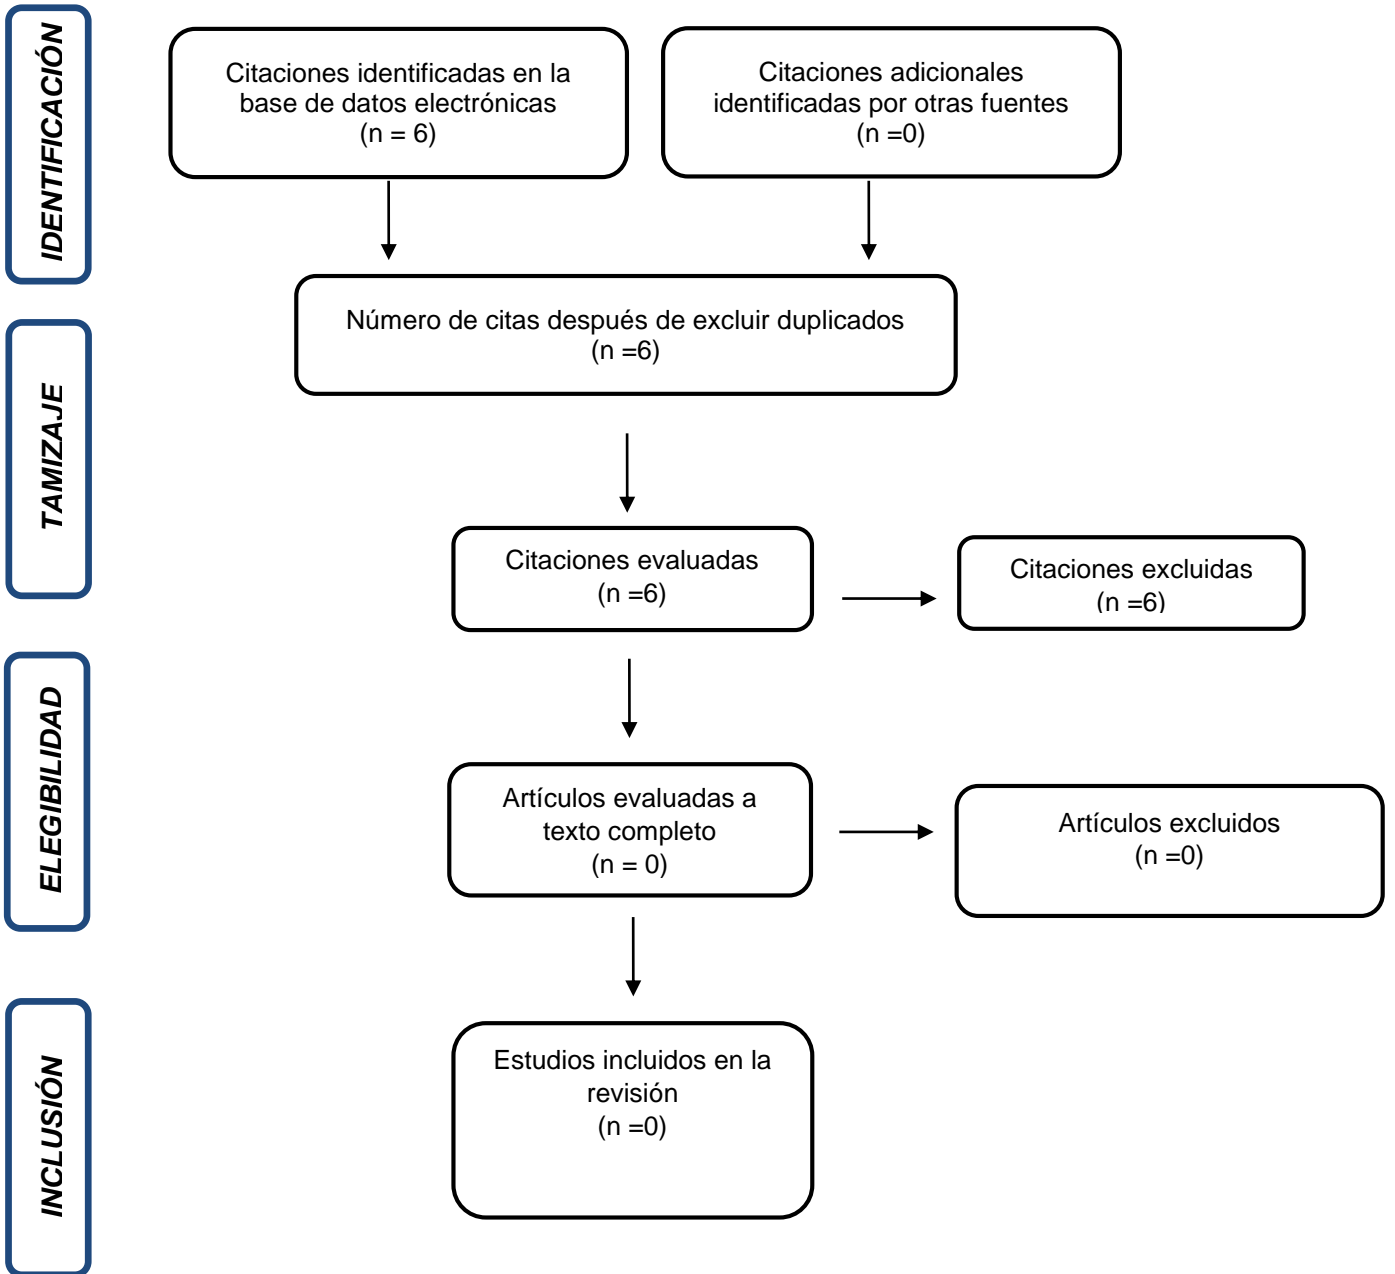 IDENTIFICACIÓN
Citaciones identificadas en la
base de datos electrónicas
(n = 6)
Citaciones adicionales
identificadas por otras fuentes
(n =0)
Número de citas después de excluir duplicados
(n =6)
TAMIZAJE
Citaciones evaluadas
(n =6)
Citaciones excluidas
(n =6)
ELEGIBILIDAD
Artículos evaluadas a
texto completo
(n = 0)
Artículos excluidos
(n =0)
INCLUSIÓN
Estudios incluidos en la
revisión
(n =0)